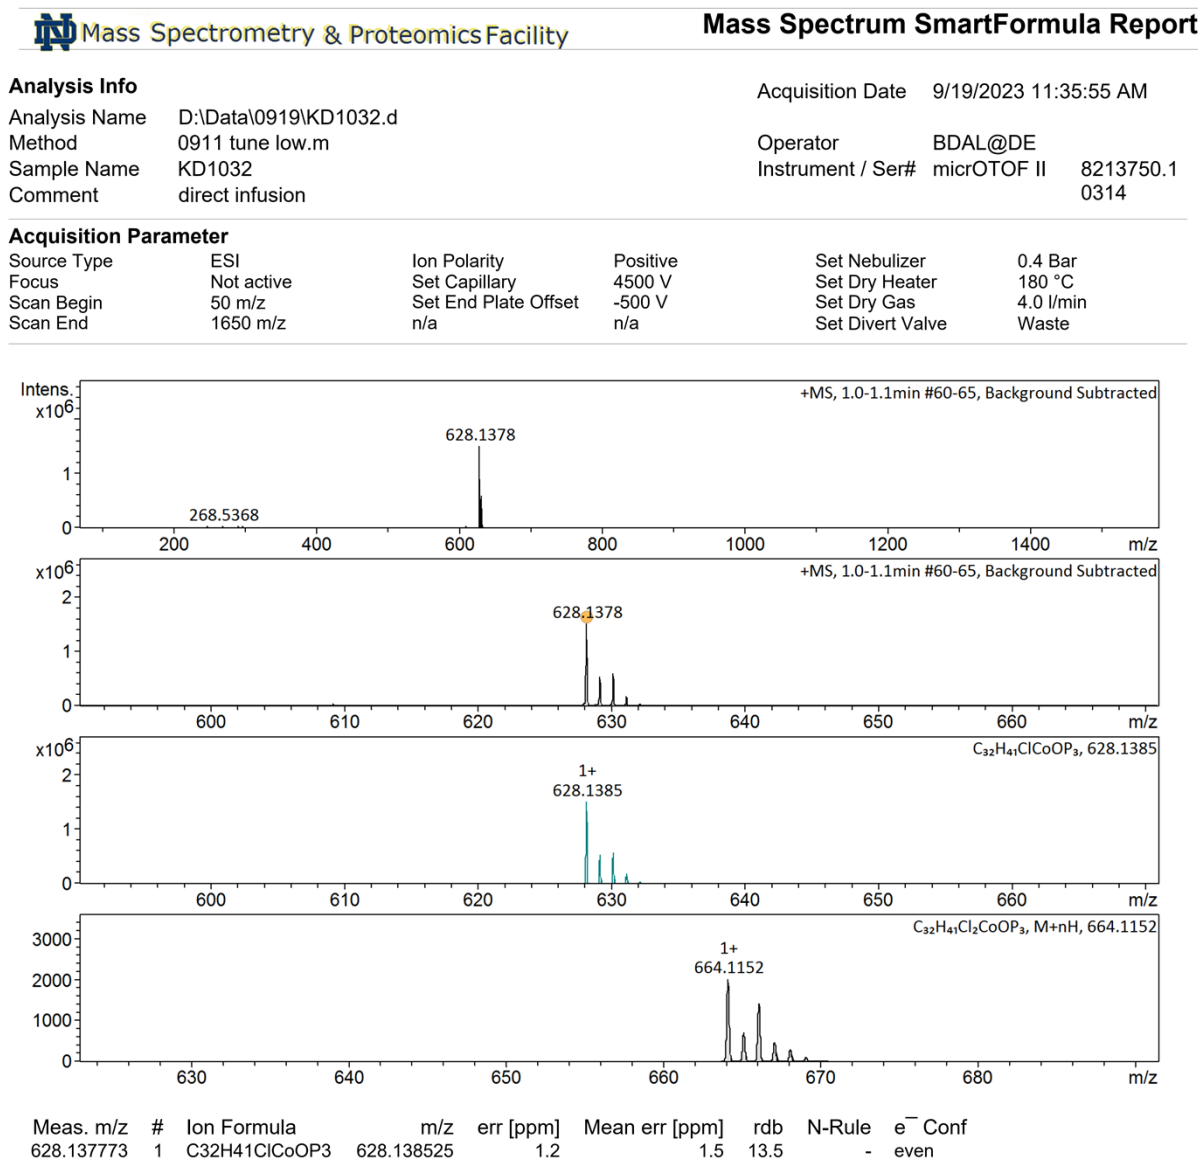 ND Mass Spectrometry & Proteomics Facility
Mass Spectrum SmartFormula Report
Analysis Info
Acquisition Date 9/19/2023 11:35:55 AM
Analysis Name D:\Data\0919\KD1032.d
Method 0911 tune low.m
Operator BDAL@DE
Sample Name KD1032
Instrument / Ser# micrOTOF II 8213750.1
0314
Comment direct infusion
Acquisition Parameter
Source Type ESI Ion Polarity Positive Set Nebulizer 0.4 Bar
Focus Not active Set Capillary 4500 V Set Dry Heater 180 °C
Scan Begin 50 m/z Set End Plate Offset -500 V Set Dry Gas 4.0 l/min
Scan End 1650 m/z n/a n/a Set Divert Valve Waste
Intens.
x10⁶
+MS, 1.0-1.1min #60-65, Background Subtracted
628.1378
1
268.5368
0
200 400 600 800 1000 1200 1400 m/z
x10⁶
+MS, 1.0-1.1min #60-65, Background Subtracted
2
628.1378
1
0
600 610 620 630 640 650 660 m/z
x10⁶
C₃₂H₄₁ClCoOP₃, 628.1385
2
1+
628.1385
1
0
600 610 620 630 640 650 660 m/z
C₃₂H₄₁Cl₂CoOP₃, M+nH, 664.1152
3000
1+
664.1152
2000
1000
0
630 640 650 660 670 680 m/z
Meas. m/z # Ion Formula m/z err [ppm] Mean err [ppm] rdb N-Rule e⁻ Conf
628.137773 1 C32H41ClCoOP3 628.138525 1.2 1.5 13.5 - even